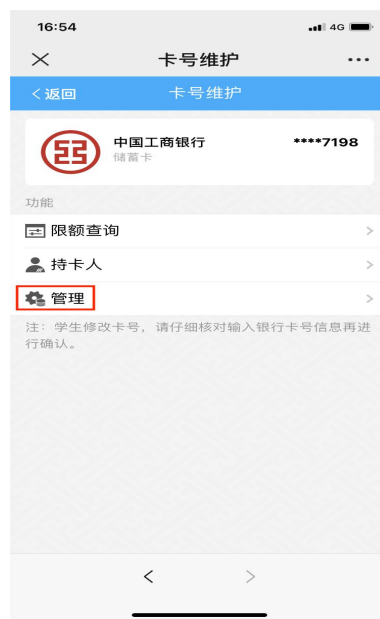 16:54
4G
卡号维护
＜返回
卡号维护
中国工商银行
****7198
储蓄卡
功能
限额查询
持卡人
管理
注：学生修改卡号，请仔细核对输入银行卡号信息再进
行确认。